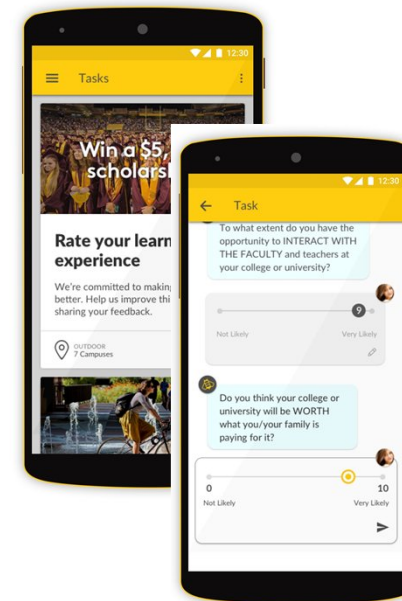 12:30
Tasks
Win a $5,
scholars
Rate your learn
experience
We're committed to making
better. Help us improve thi
sharing your feedback.
OUTDOOR
7 Campuses
12:30
Task
To what extent do you have the
opportunity to INTERACT WITH
THE FACULTY and teachers at
your college or university?
9
Not Likely Very Likely
Do you think your college or
university will be WORTH
what you/your family is
paying for it?
0 10
Not Likely Very Likely